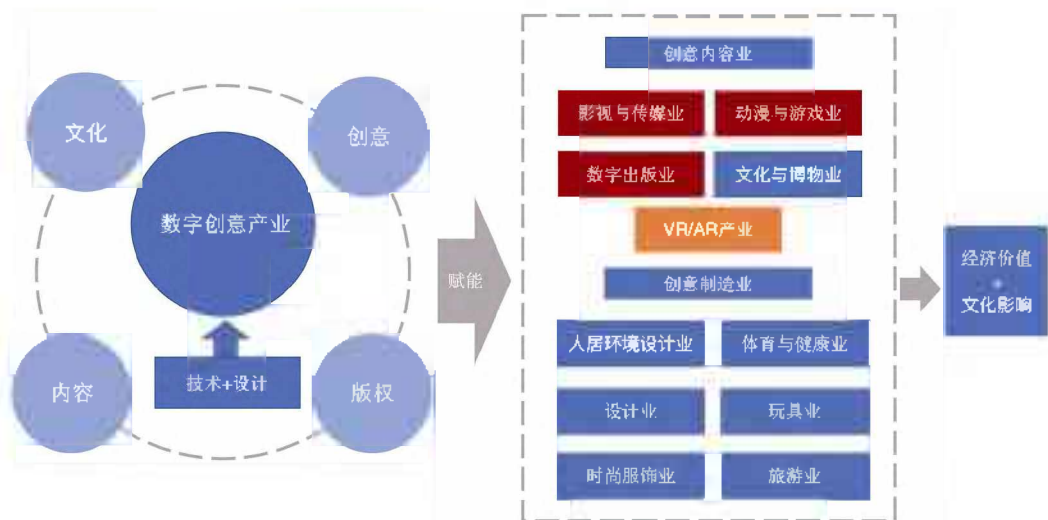 文化
创意
数字创意产业
内容
技术+设计
版权
赋能
创意内容业
影视与传媒业
动漫与游戏业
数字出版业
文化与博物业
VR/AR产业
创意制造业
人居环境设计业
体育与健康业
设计业
玩具业
时尚服饰业
旅游业
经济价值
+
文化影响